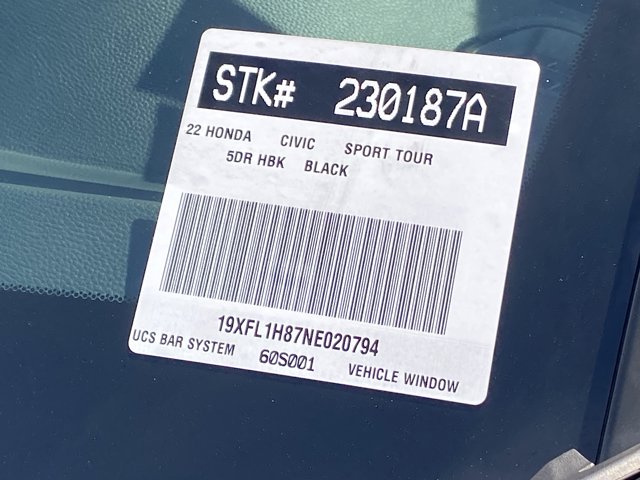 STK# 230187A
22 HONDA CIVIC SPORT TOUR
5DR HBK BLACK
19XFL1H87NE020794
UCS BAR SYSTEM 60S001 VEHICLE WINDOW